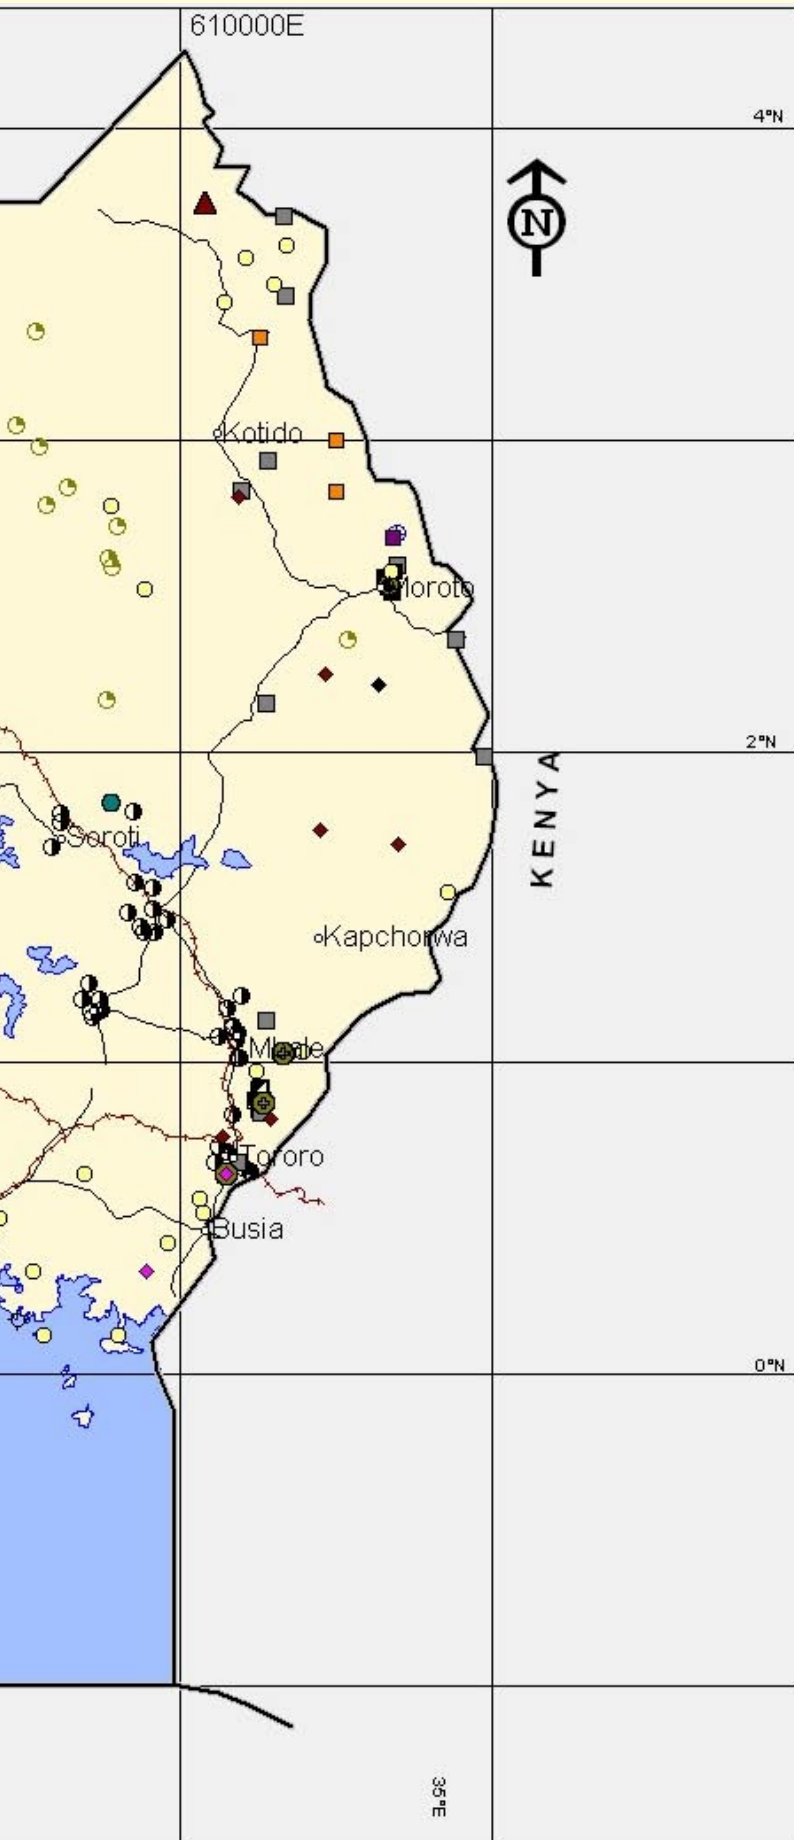 610000E
4°N
N
Kotido
Moroto
2°N
KENYA
Soroti
Kapchorwa
Mbale
Tororo
Busia
0°N
35°E